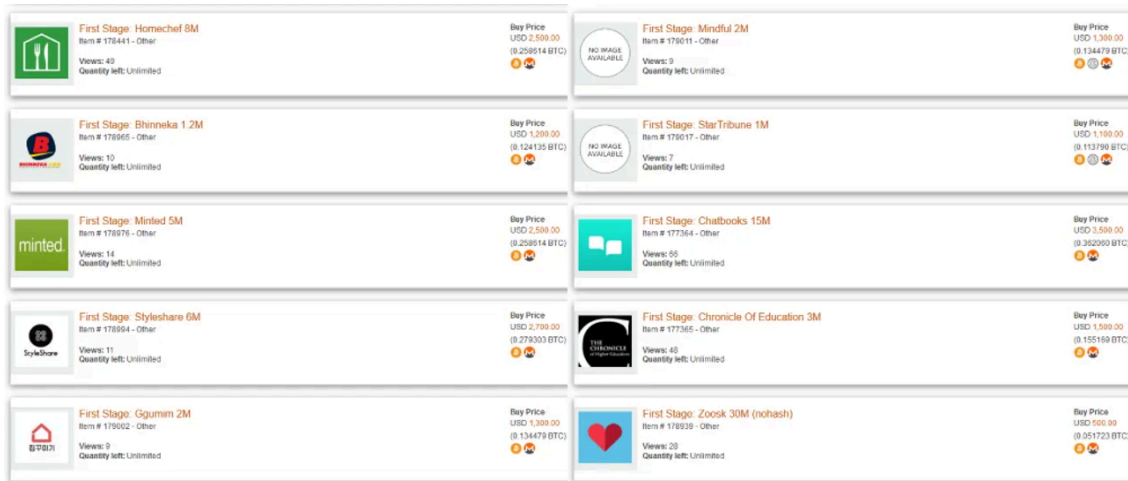 First Stage: Homechef 8M
Item # 178441 - Other
Views: 49
Quantity left: Unlimited
Buy Price
USD 2,500.00
(0.258614 BTC)
First Stage: Bhinneka 1.2M
Item # 178965 - Other
Views: 10
Quantity left: Unlimited
Buy Price
USD 1,200.00
(0.124135 BTC)
minted.
First Stage: Minted 5M
Item # 178976 - Other
Views: 14
Quantity left: Unlimited
Buy Price
USD 2,500.00
(0.258614 BTC)
StyleShare
First Stage: Styleshare 6M
Item # 178994 - Other
Views: 11
Quantity left: Unlimited
Buy Price
USD 2,700.00
(0.279303 BTC)
집꾸미기
First Stage: Ggumim 2M
Item # 179002 - Other
Views: 9
Quantity left: Unlimited
Buy Price
USD 1,300.00
(0.134479 BTC)
NO IMAGE
AVAILABLE
First Stage: Mindful 2M
Item # 179011 - Other
Views: 9
Quantity left: Unlimited
Buy Price
USD 1,300.00
(0.134479 BTC)
NO IMAGE
AVAILABLE
First Stage: StarTribune 1M
Item # 179017 - Other
Views: 7
Quantity left: Unlimited
Buy Price
USD 1,100.00
(0.113790 BTC)
First Stage: Chatbooks 15M
Item # 177364 - Other
Views: 66
Quantity left: Unlimited
Buy Price
USD 3,500.00
(0.362060 BTC)
THE
CHRONICLE
of Higher Education
First Stage: Chronicle Of Education 3M
Item # 177365 - Other
Views: 46
Quantity left: Unlimited
Buy Price
USD 1,500.00
(0.155169 BTC)
First Stage: Zoosk 30M (nohash)
Item # 178939 - Other
Views: 28
Quantity left: Unlimited
Buy Price
USD 500.00
(0.051723 BTC)